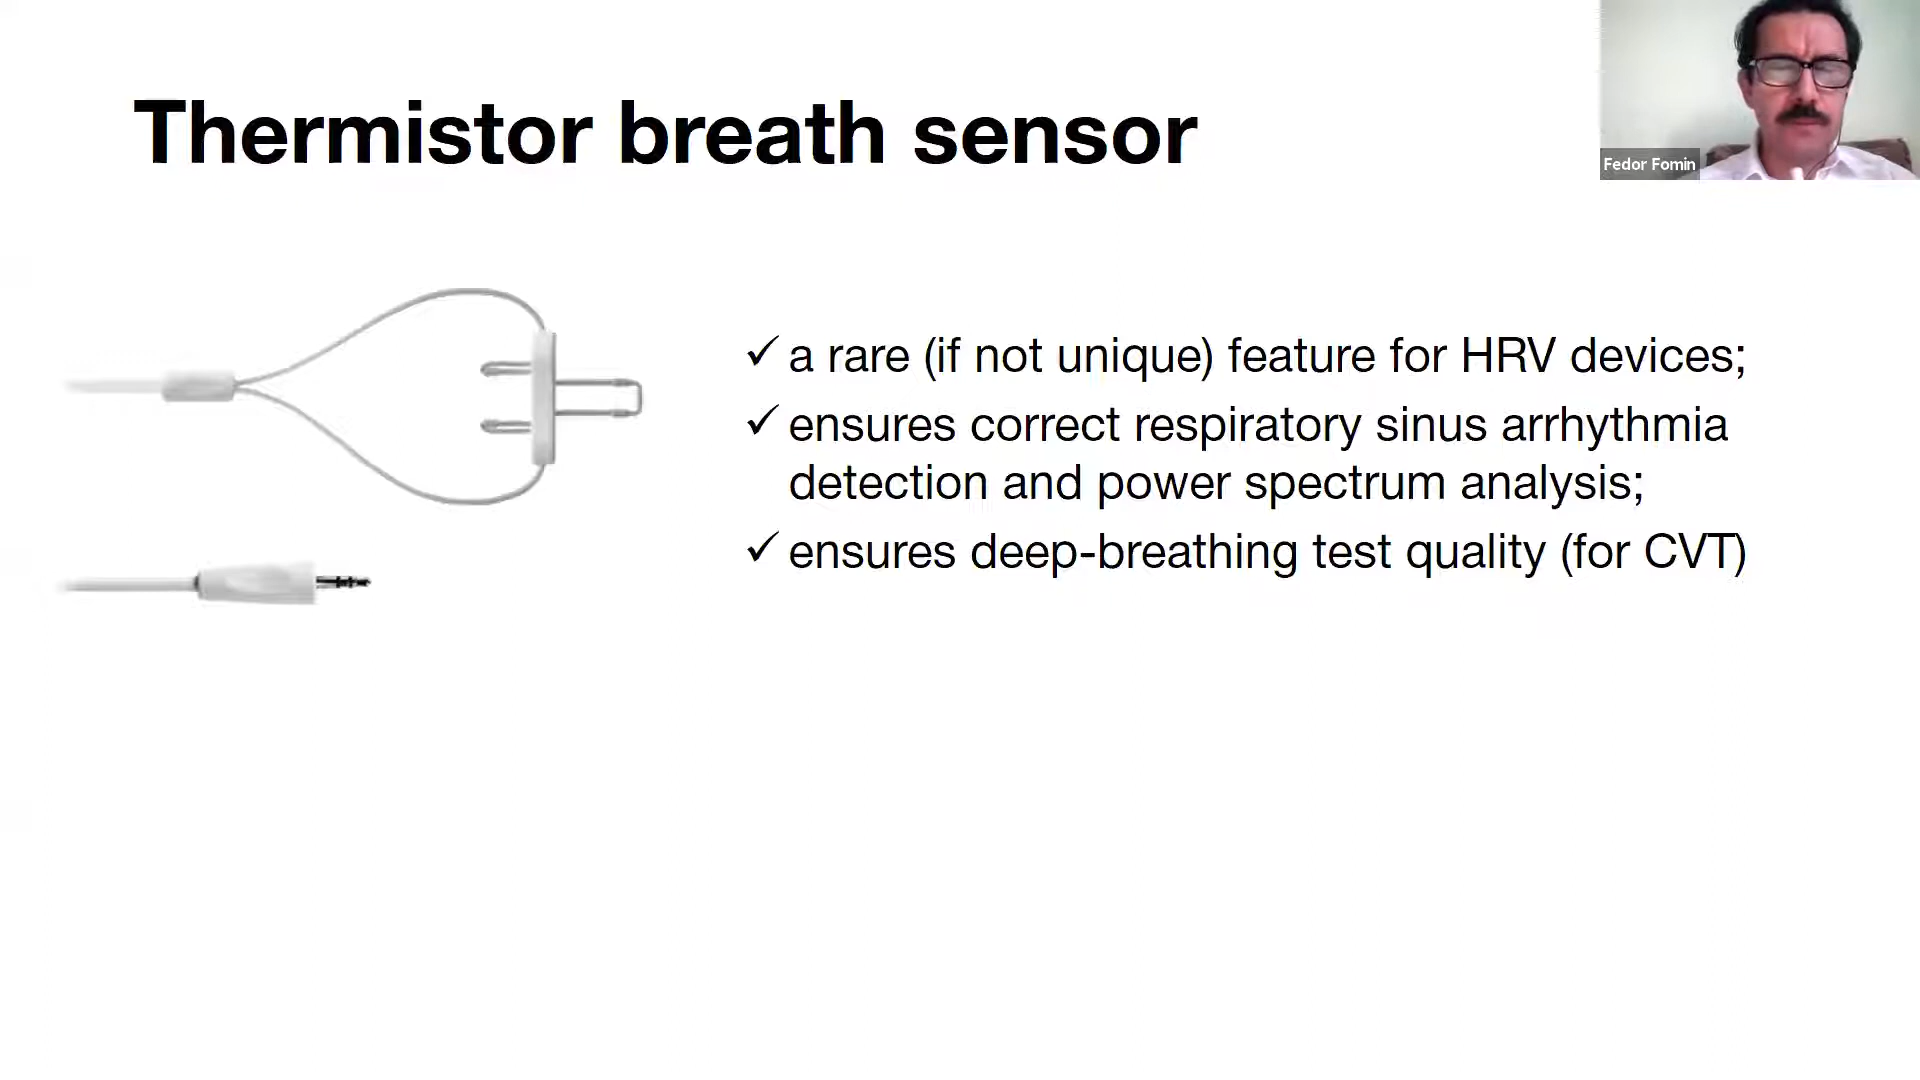 Thermistor breath sensor
Fedor Fomin
✓ a rare (if not unique) feature for HRV devices;
✓ ensures correct respiratory sinus arrhythmia
detection and power spectrum analysis;
✓ ensures deep-breathing test quality (for CVT)